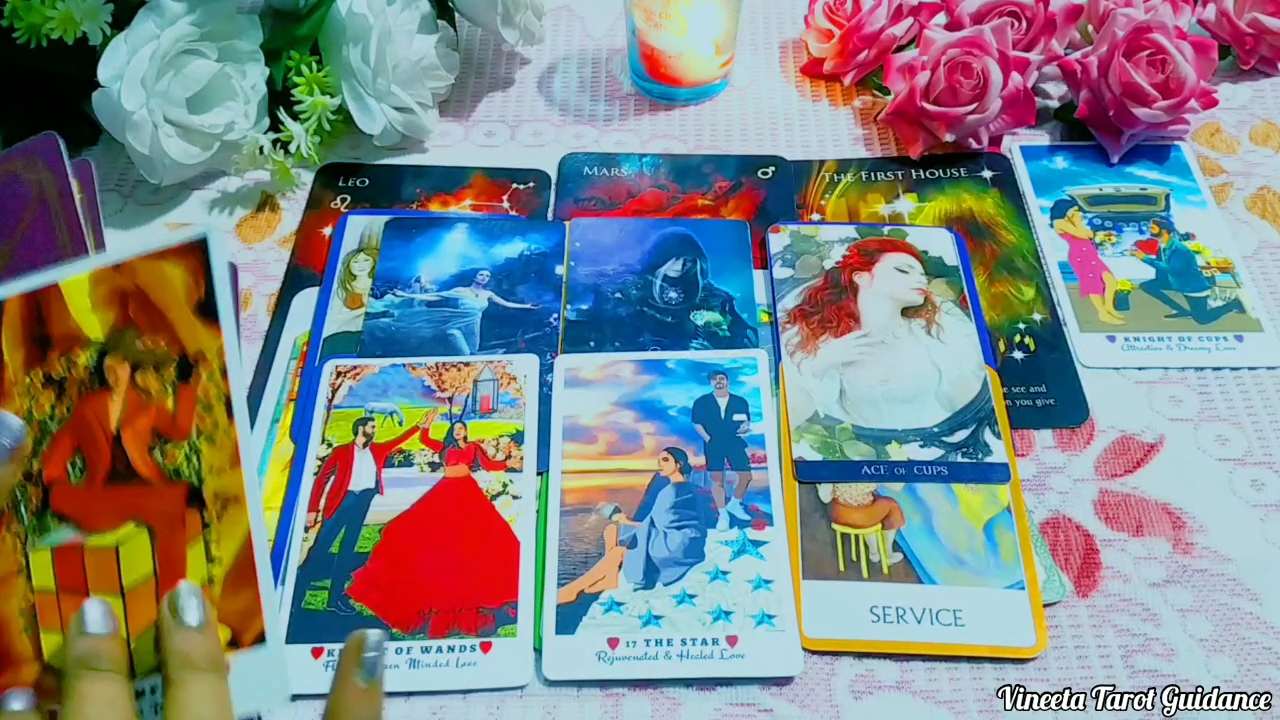 LEO
MARS
THE FIRST HOUSE
see and
you give
KNIGHT OF CUPS
Attractive & Dreamy Love
ACE OF CUPS
SERVICE
OF WANDS
Minded Love
17 THE STAR
Rejuvenated & Healed Love
Vineeta Tarot Guidance